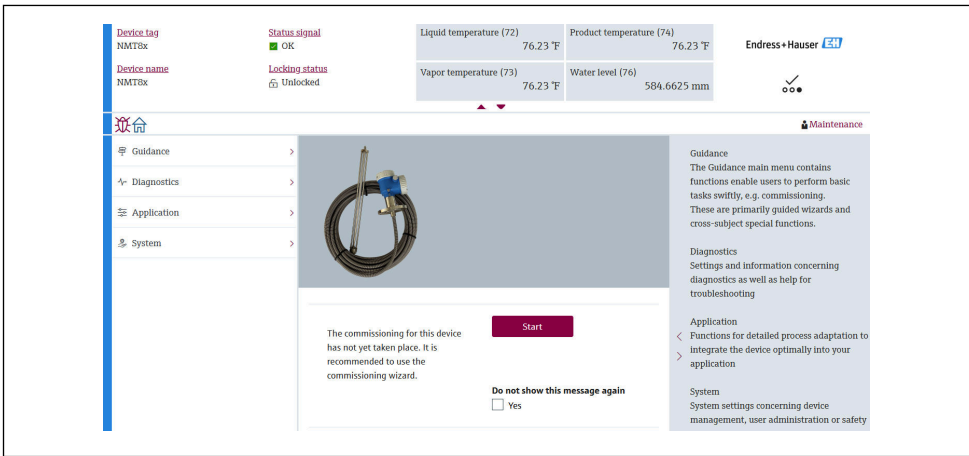 Device tag
NMT8x
Status signal
OK
Device name
NMT8x
Locking status
Unlocked
Liquid temperature (72)
76.23 °F
Product temperature (74)
76.23 °F
Vapor temperature (73)
76.23 °F
Water level (76)
584.6625 mm
Endress+Hauser EH
Maintenance
Guidance
Diagnostics
Application
System
The commissioning for this device
has not yet taken place. It is
recommended to use the
commissioning wizard.
Start
Do not show this message again
Yes
Guidance
The Guidance main menu contains
functions enable users to perform basic
tasks swiftly, e.g. commissioning.
These are primarily guided wizards and
cross-subject special functions.
Diagnostics
Settings and information concerning
diagnostics as well as help for
troubleshooting
Application
Functions for detailed process adaptation to
integrate the device optimally into your
application
System
System settings concerning device
management, user administration or safety